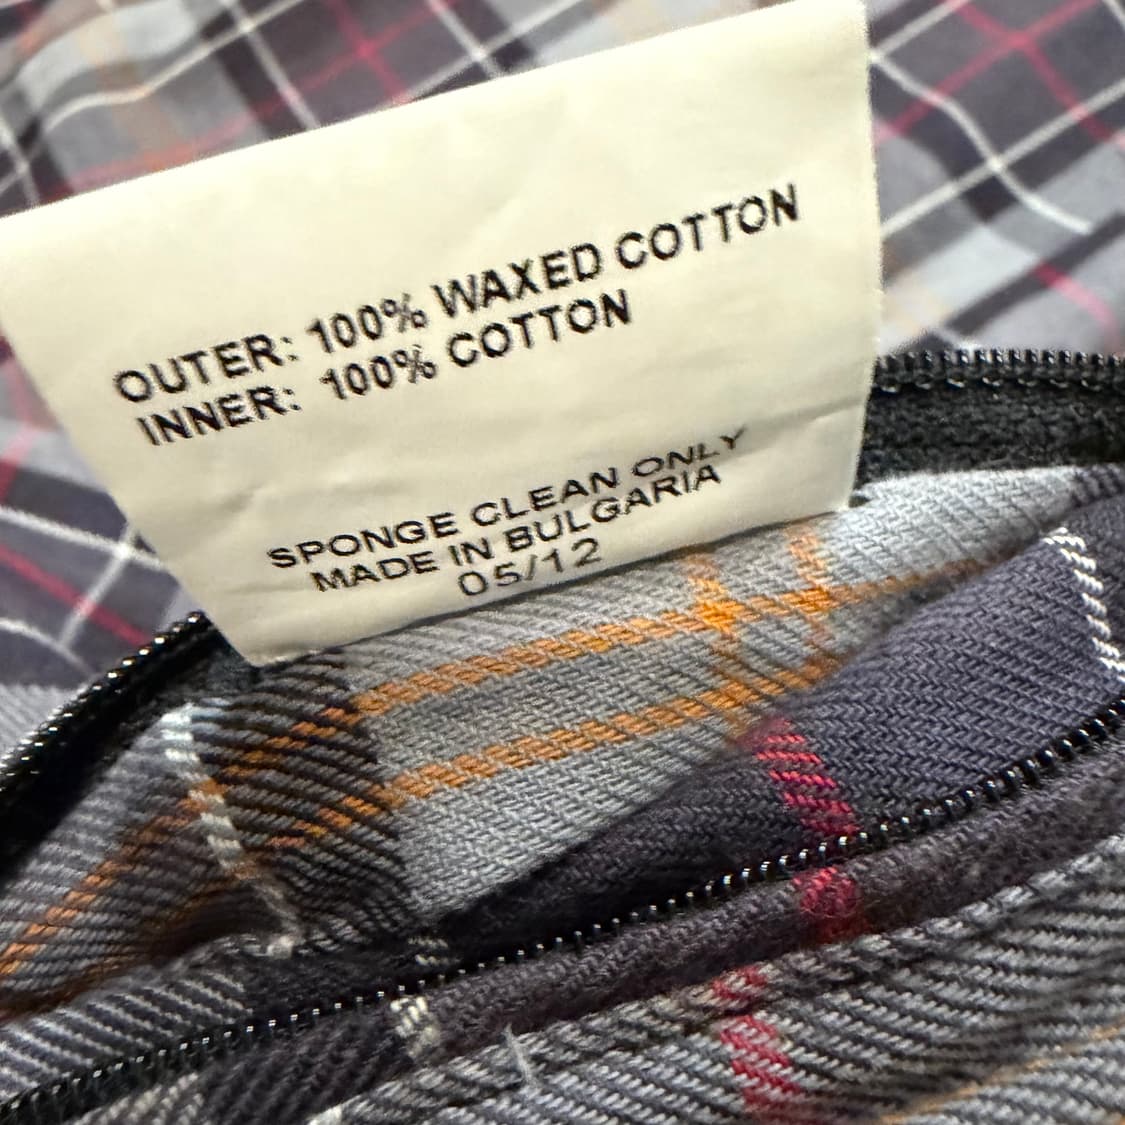 OUTER: 100% WAXED COTTON
INNER: 100% COTTON
SPONGE CLEAN ONLY
MADE IN BULGARIA
05/12